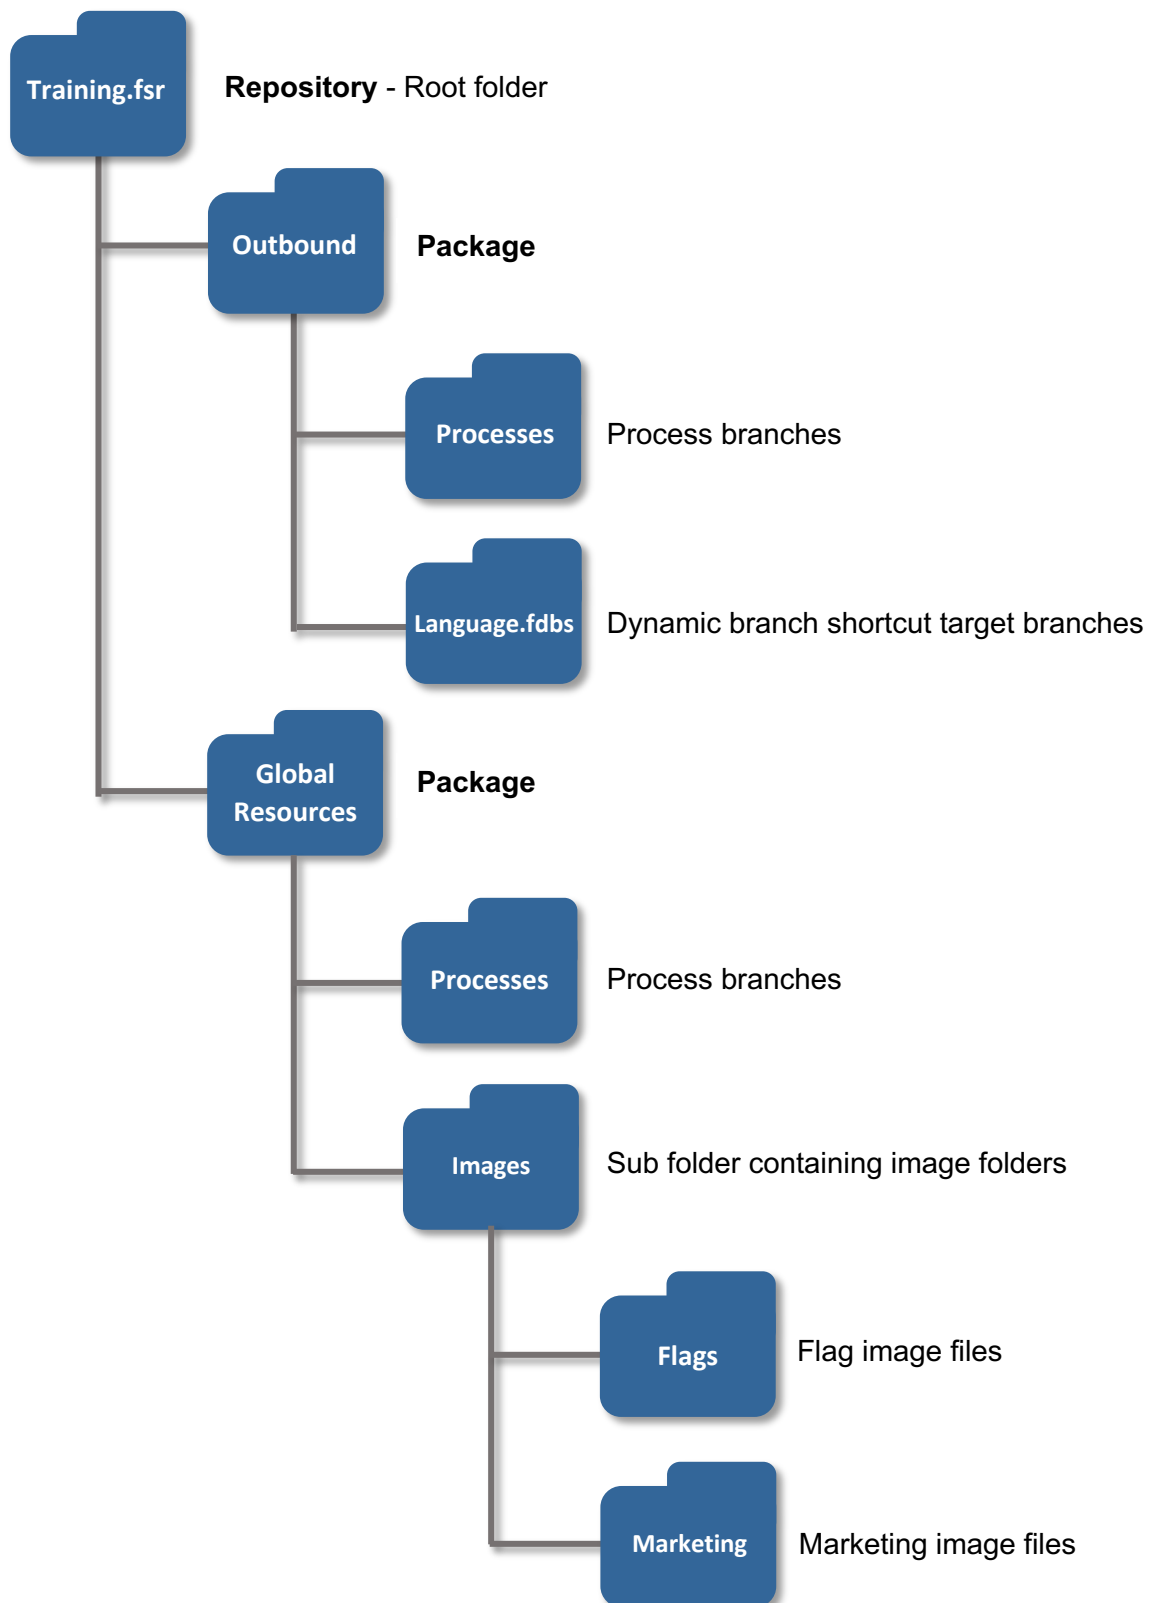 Training.fsr
Repository - Root folder
Outbound
Package
Processes
Process branches
Language.fdbs
Dynamic branch shortcut target branches
Global
Resources
Package
Processes
Process branches
Images
Sub folder containing image folders
Flags
Flag image files
Marketing
Marketing image files